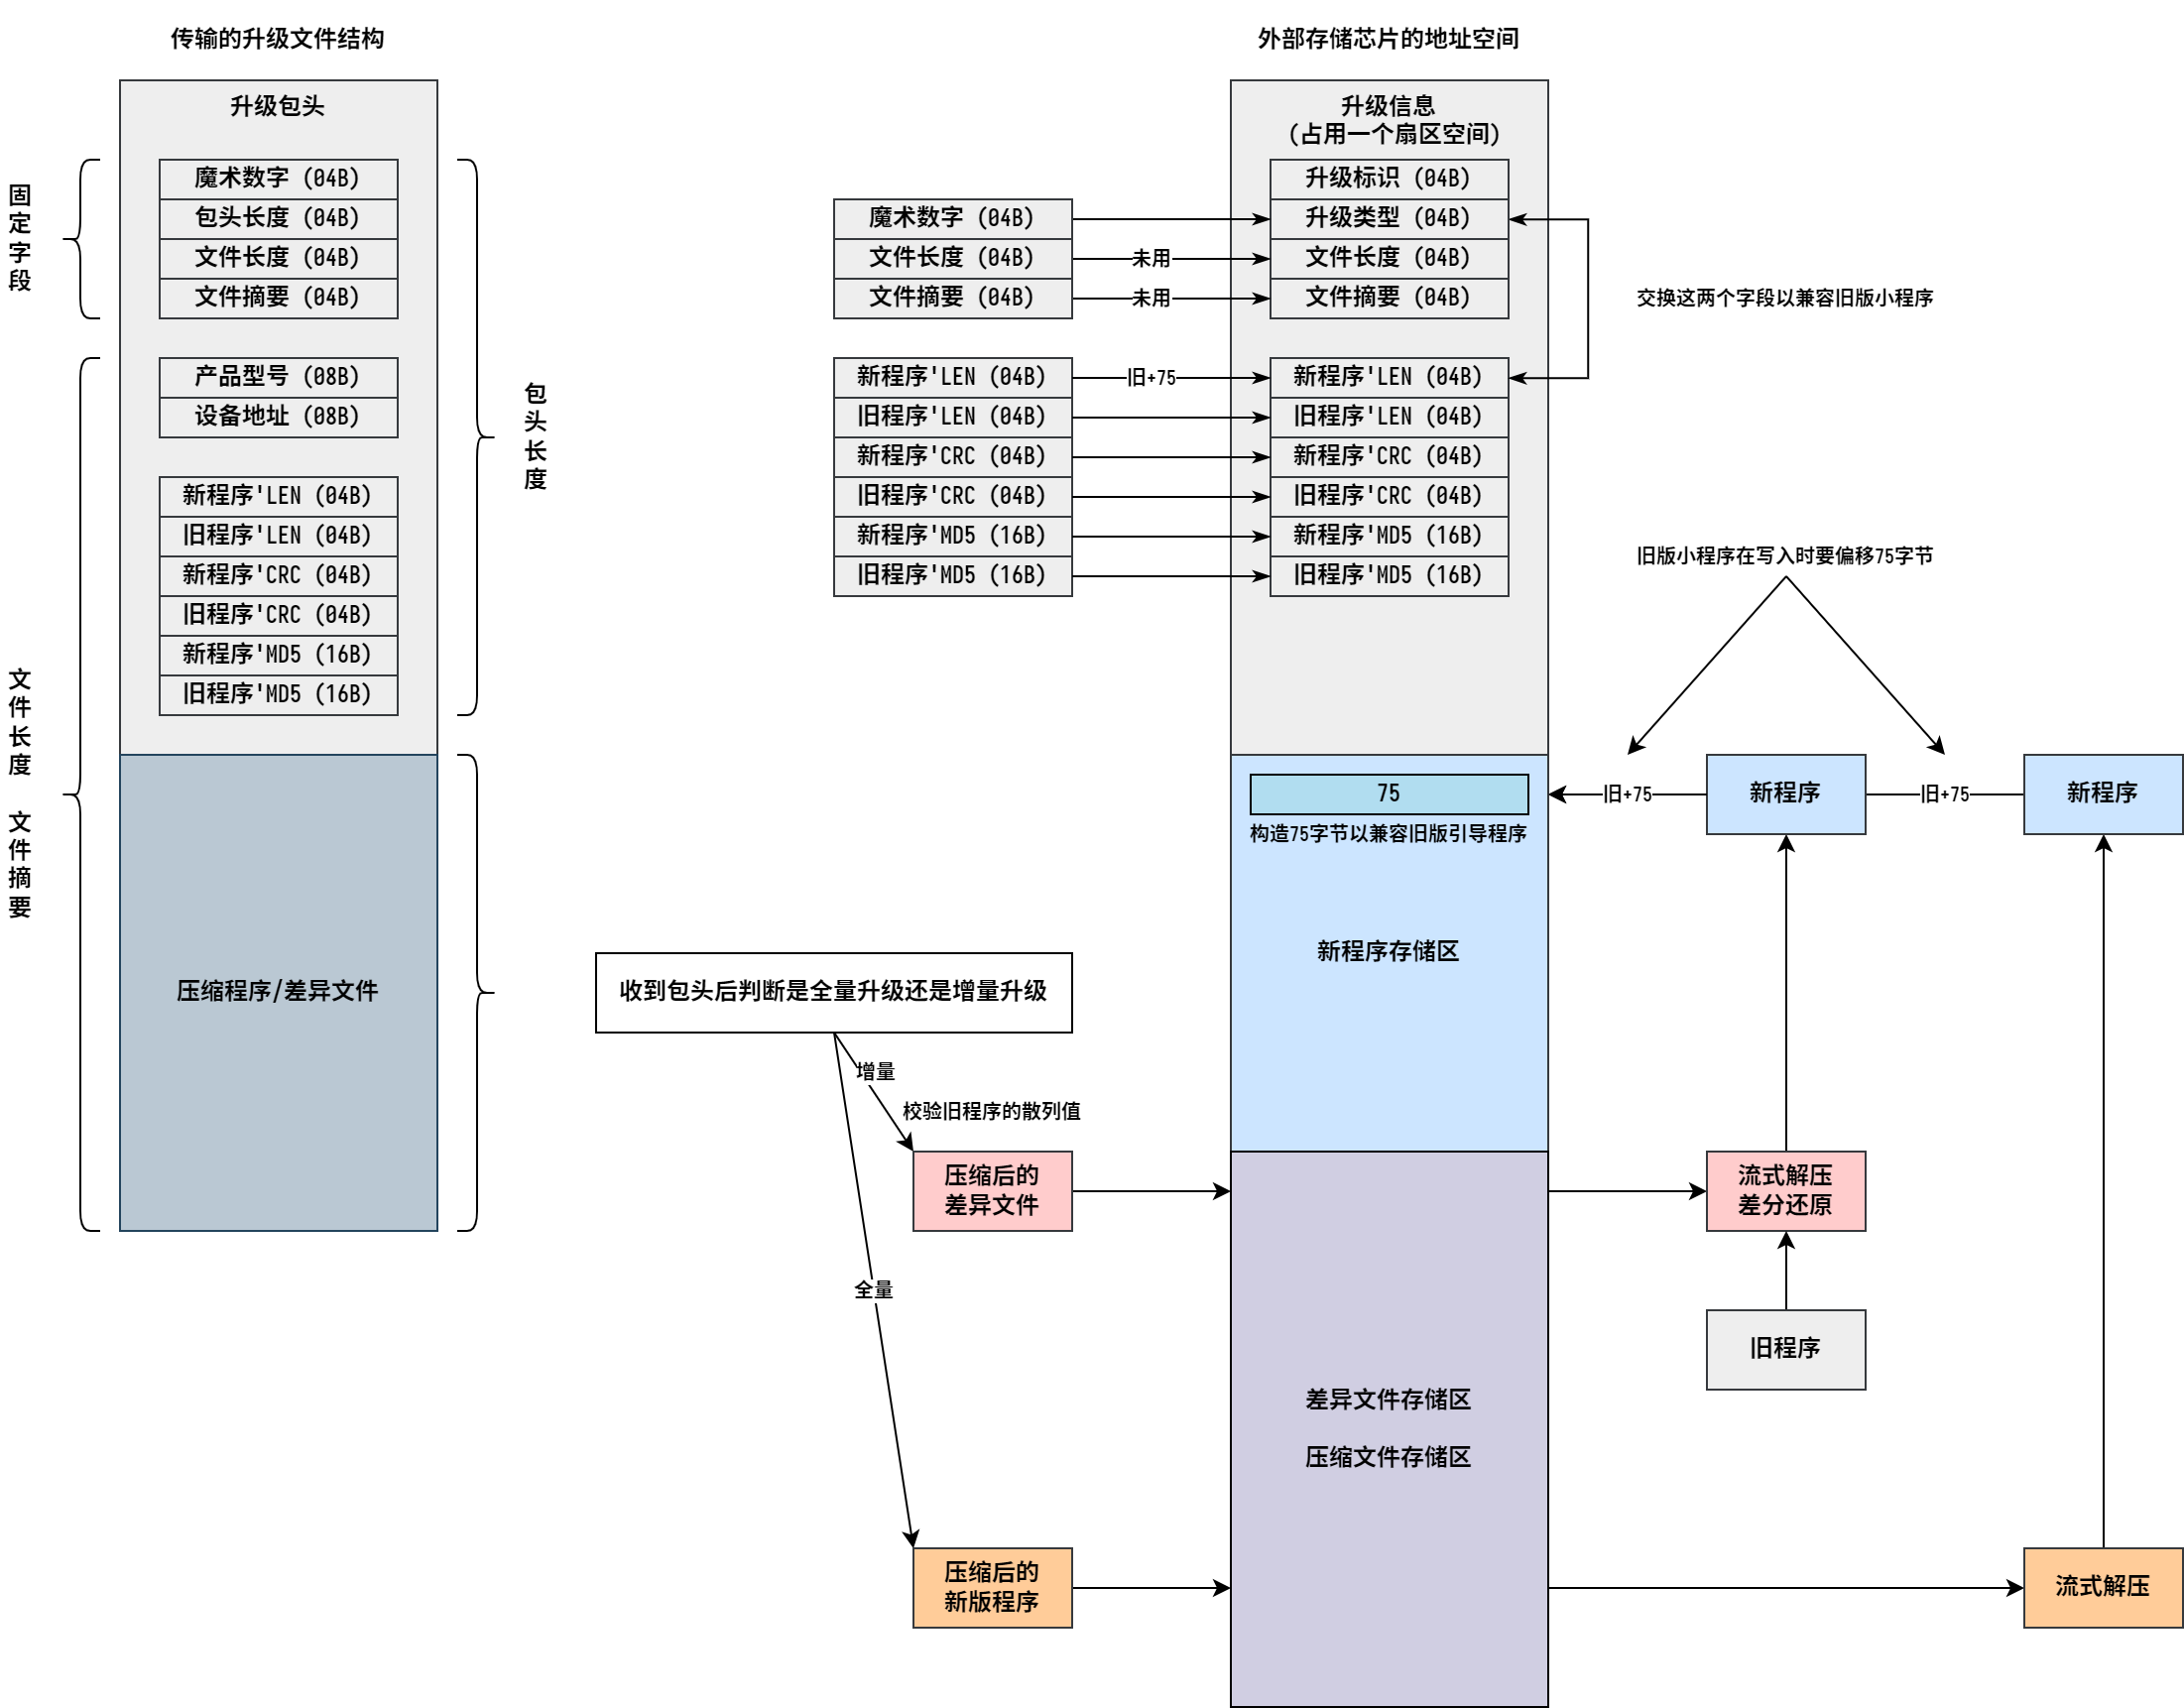 传输的升级文件结构
升级包头
固
定
字
段
魔术数字 (04B)
包头长度 (04B)
文件长度 (04B)
文件摘要 (04B)
产品型号 (08B)
设备地址 (08B)
新程序'LEN (04B)
旧程序'LEN (04B)
新程序'CRC (04B)
旧程序'CRC (04B)
新程序'MD5 (16B)
旧程序'MD5 (16B)
包
头
长
度
文
件
长
度
文
件
摘
要
压缩程序/差异文件
魔术数字 (04B)
文件长度 (04B)
未用
文件摘要 (04B)
未用
新程序'LEN (04B)
旧+75
旧程序'LEN (04B)
新程序'CRC (04B)
旧程序'CRC (04B)
新程序'MD5 (16B)
旧程序'MD5 (16B)
外部存储芯片的地址空间
升级信息
(占用一个扇区空间)
升级标识 (04B)
升级类型 (04B)
文件长度 (04B)
文件摘要 (04B)
新程序'LEN (04B)
旧程序'LEN (04B)
新程序'CRC (04B)
旧程序'CRC (04B)
新程序'MD5 (16B)
旧程序'MD5 (16B)
交换这两个字段以兼容旧版小程序
旧版小程序在写入时要偏移75字节
75
构造75字节以兼容旧版引导程序
旧+75
新程序
旧+75
新程序
新程序存储区
收到包头后判断是全量升级还是增量升级
增量
校验旧程序的散列值
压缩后的
差异文件
流式解压
差分还原
全量
旧程序
差异文件存储区
压缩文件存储区
压缩后的
新版程序
流式解压